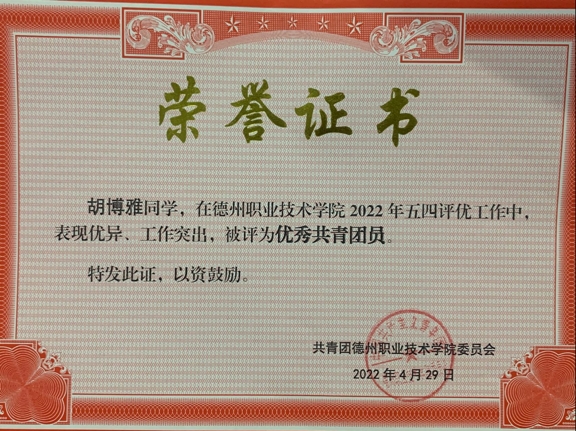 荣誉证书
胡博雅同学，在德州职业技术学院 2022 年五四评优工作中，
表现优异、工作突出，被评为优秀共青团员。
特发此证，以资鼓励。
共青团德州职业技术学院委员会
2022 年 4 月 29 日